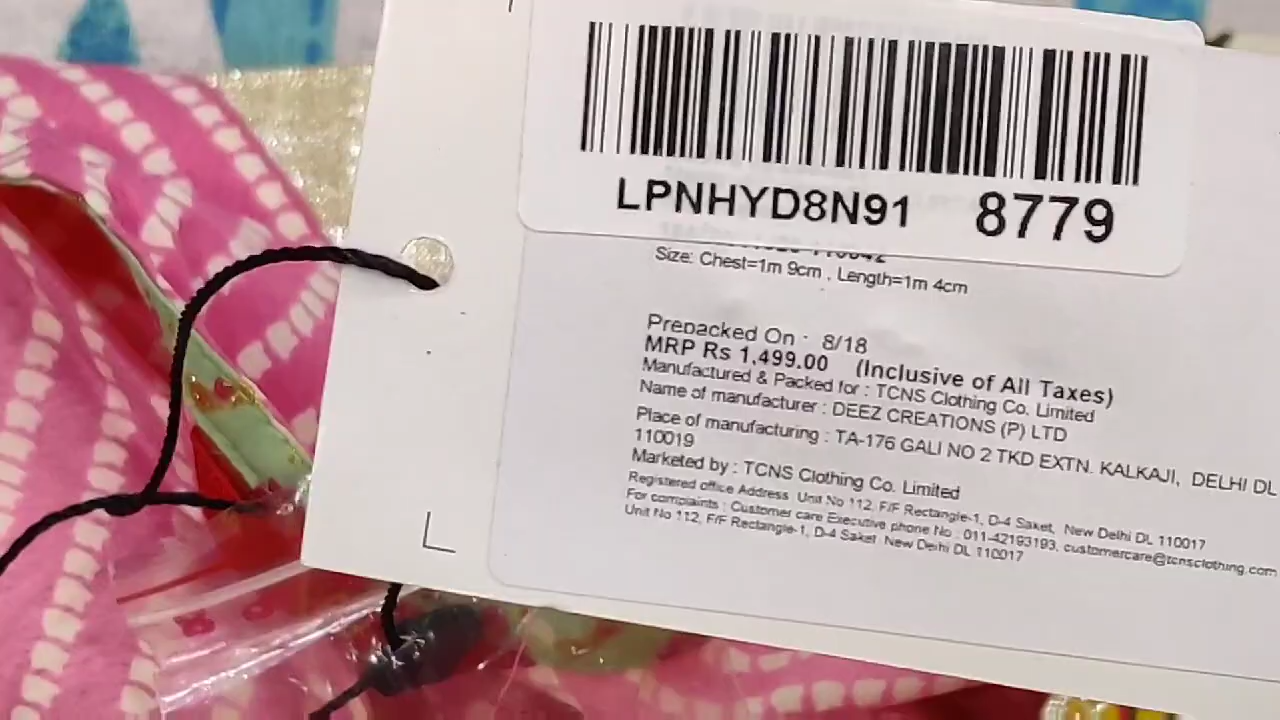 LPNHYD8N91 8779
Size: Chest=1m 9cm , Length=1m 4cm
Prepacked On : 8/18
MRP Rs 1,499.00 (Inclusive of All Taxes)
Manufactured & Packed for : TCNS Clothing Co. Limited
Name of manufacturer : DEEZ CREATIONS (P) LTD
Place of manufacturing : TA-176 GALI NO 2 TKD EXTN. KALKAJI, DELHI DL
110019
Marketed by : TCNS Clothing Co. Limited
Registered office Address Unit No 112, F/F Rectangle-1, D-4 Saket, New Delhi DL 110017
For complaints : Customer care Executive phone No : 011-42193193, customercare@tcnsclothing.com
Unit No 112, F/F Rectangle-1, D-4 Saket New Delhi DL 110017